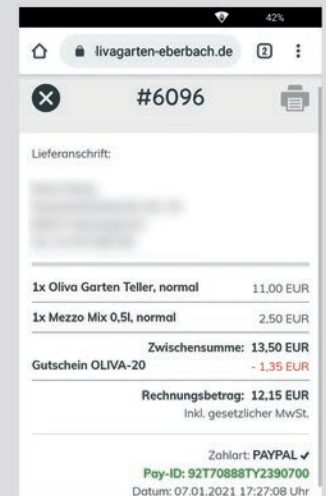 42%
livagarten-eberbach.de
2
#6096
Lieferanschrift:
1x Oliva Garten Teller, normal 11,00 EUR
1x Mezzo Mix 0,5l, normal 2,50 EUR
Zwischensumme: 13,50 EUR
Gutschein OLIVA-20 - 1,35 EUR
Rechnungsbetrag: 12,15 EUR
Inkl. gesetzlicher MwSt.
Zahlart: PAYPAL ✓
Pay-ID: 92T70888TY2390700
Datum: 07.01.2021 17:27:08 Uhr